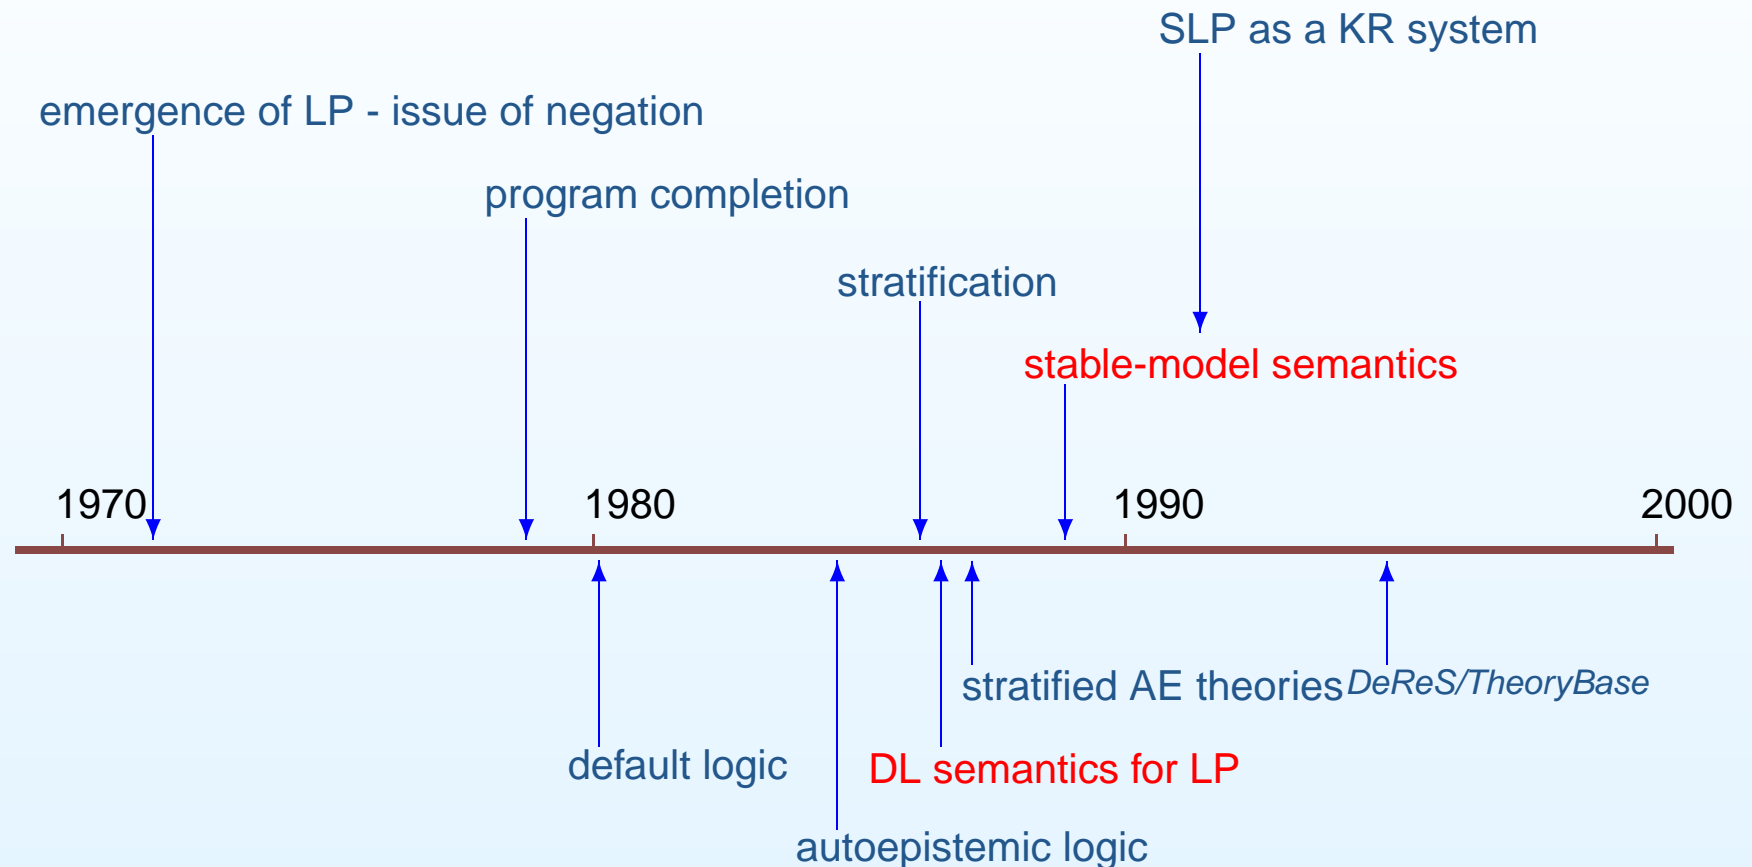 SLP as a KR system
emergence of LP - issue of negation
program completion
stratification
stable-model semantics
1970
1980
1990
2000
stratified AE theories
DeReS/TheoryBase
default logic
DL semantics for LP
autoepistemic logic